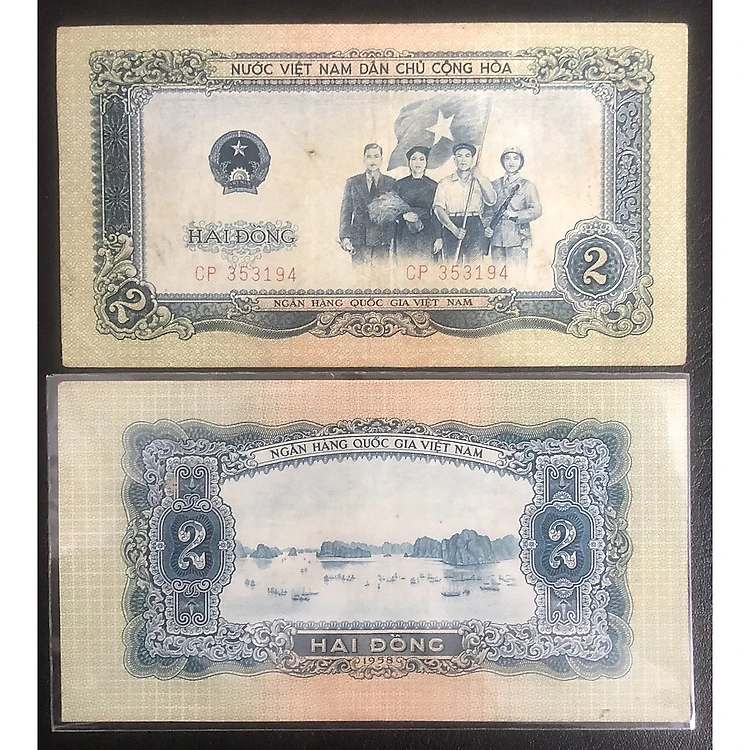 NƯỚC VIỆT NAM DÂN CHỦ CỘNG HÒA
HAI ĐỒNG
CP 353194 CP 353194
2 2
NGÂN HÀNG QUỐC GIA VIỆT NAM
NGÂN HÀNG QUỐC GIA VIỆT NAM
2 2
HAI ĐỒNG
1958